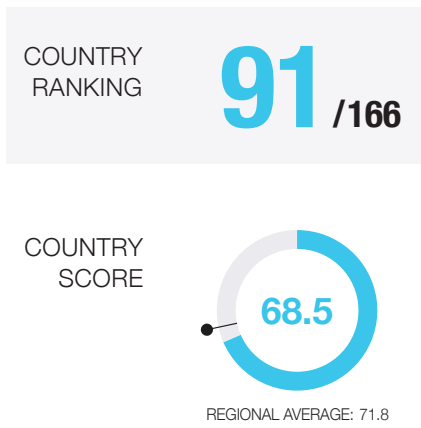 COUNTRY
RANKING
91 /166
COUNTRY
SCORE
68.5
REGIONAL AVERAGE: 71.8